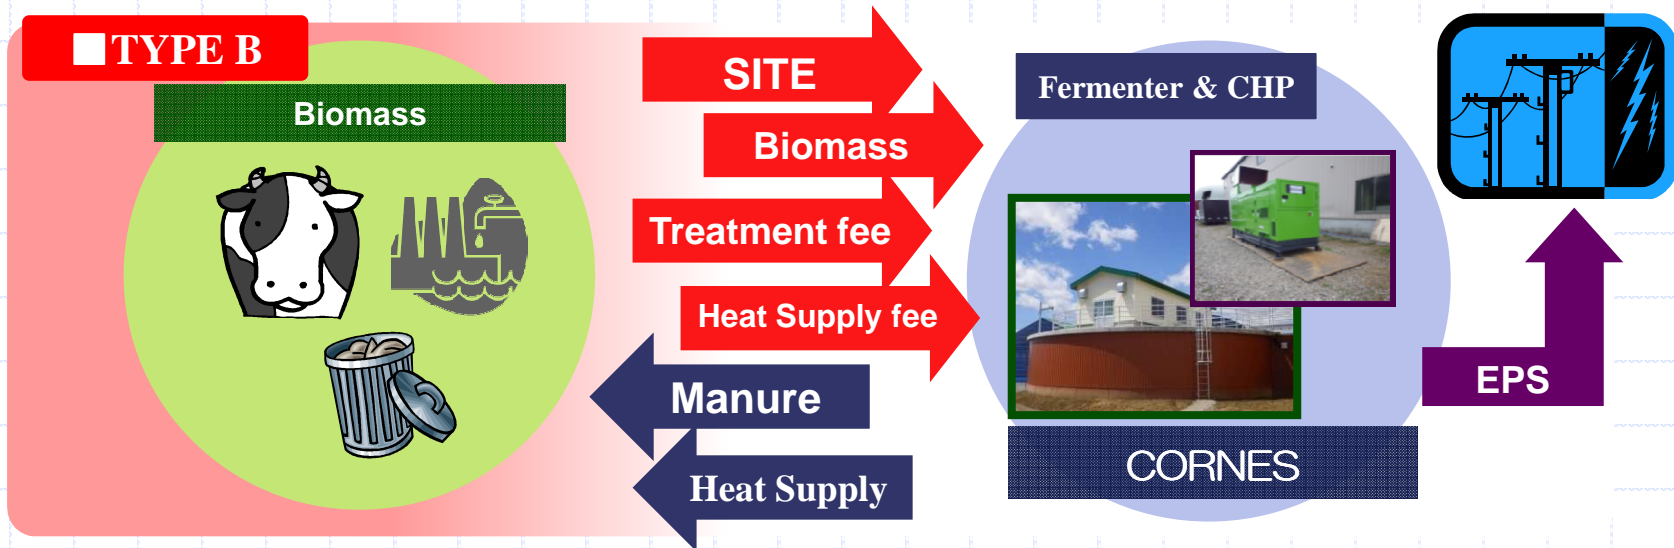 ■TYPE B
Biomass
SITE
Biomass
Treatment fee
Heat Supply fee
Manure
Heat Supply
Fermenter & CHP
CORNES
EPS